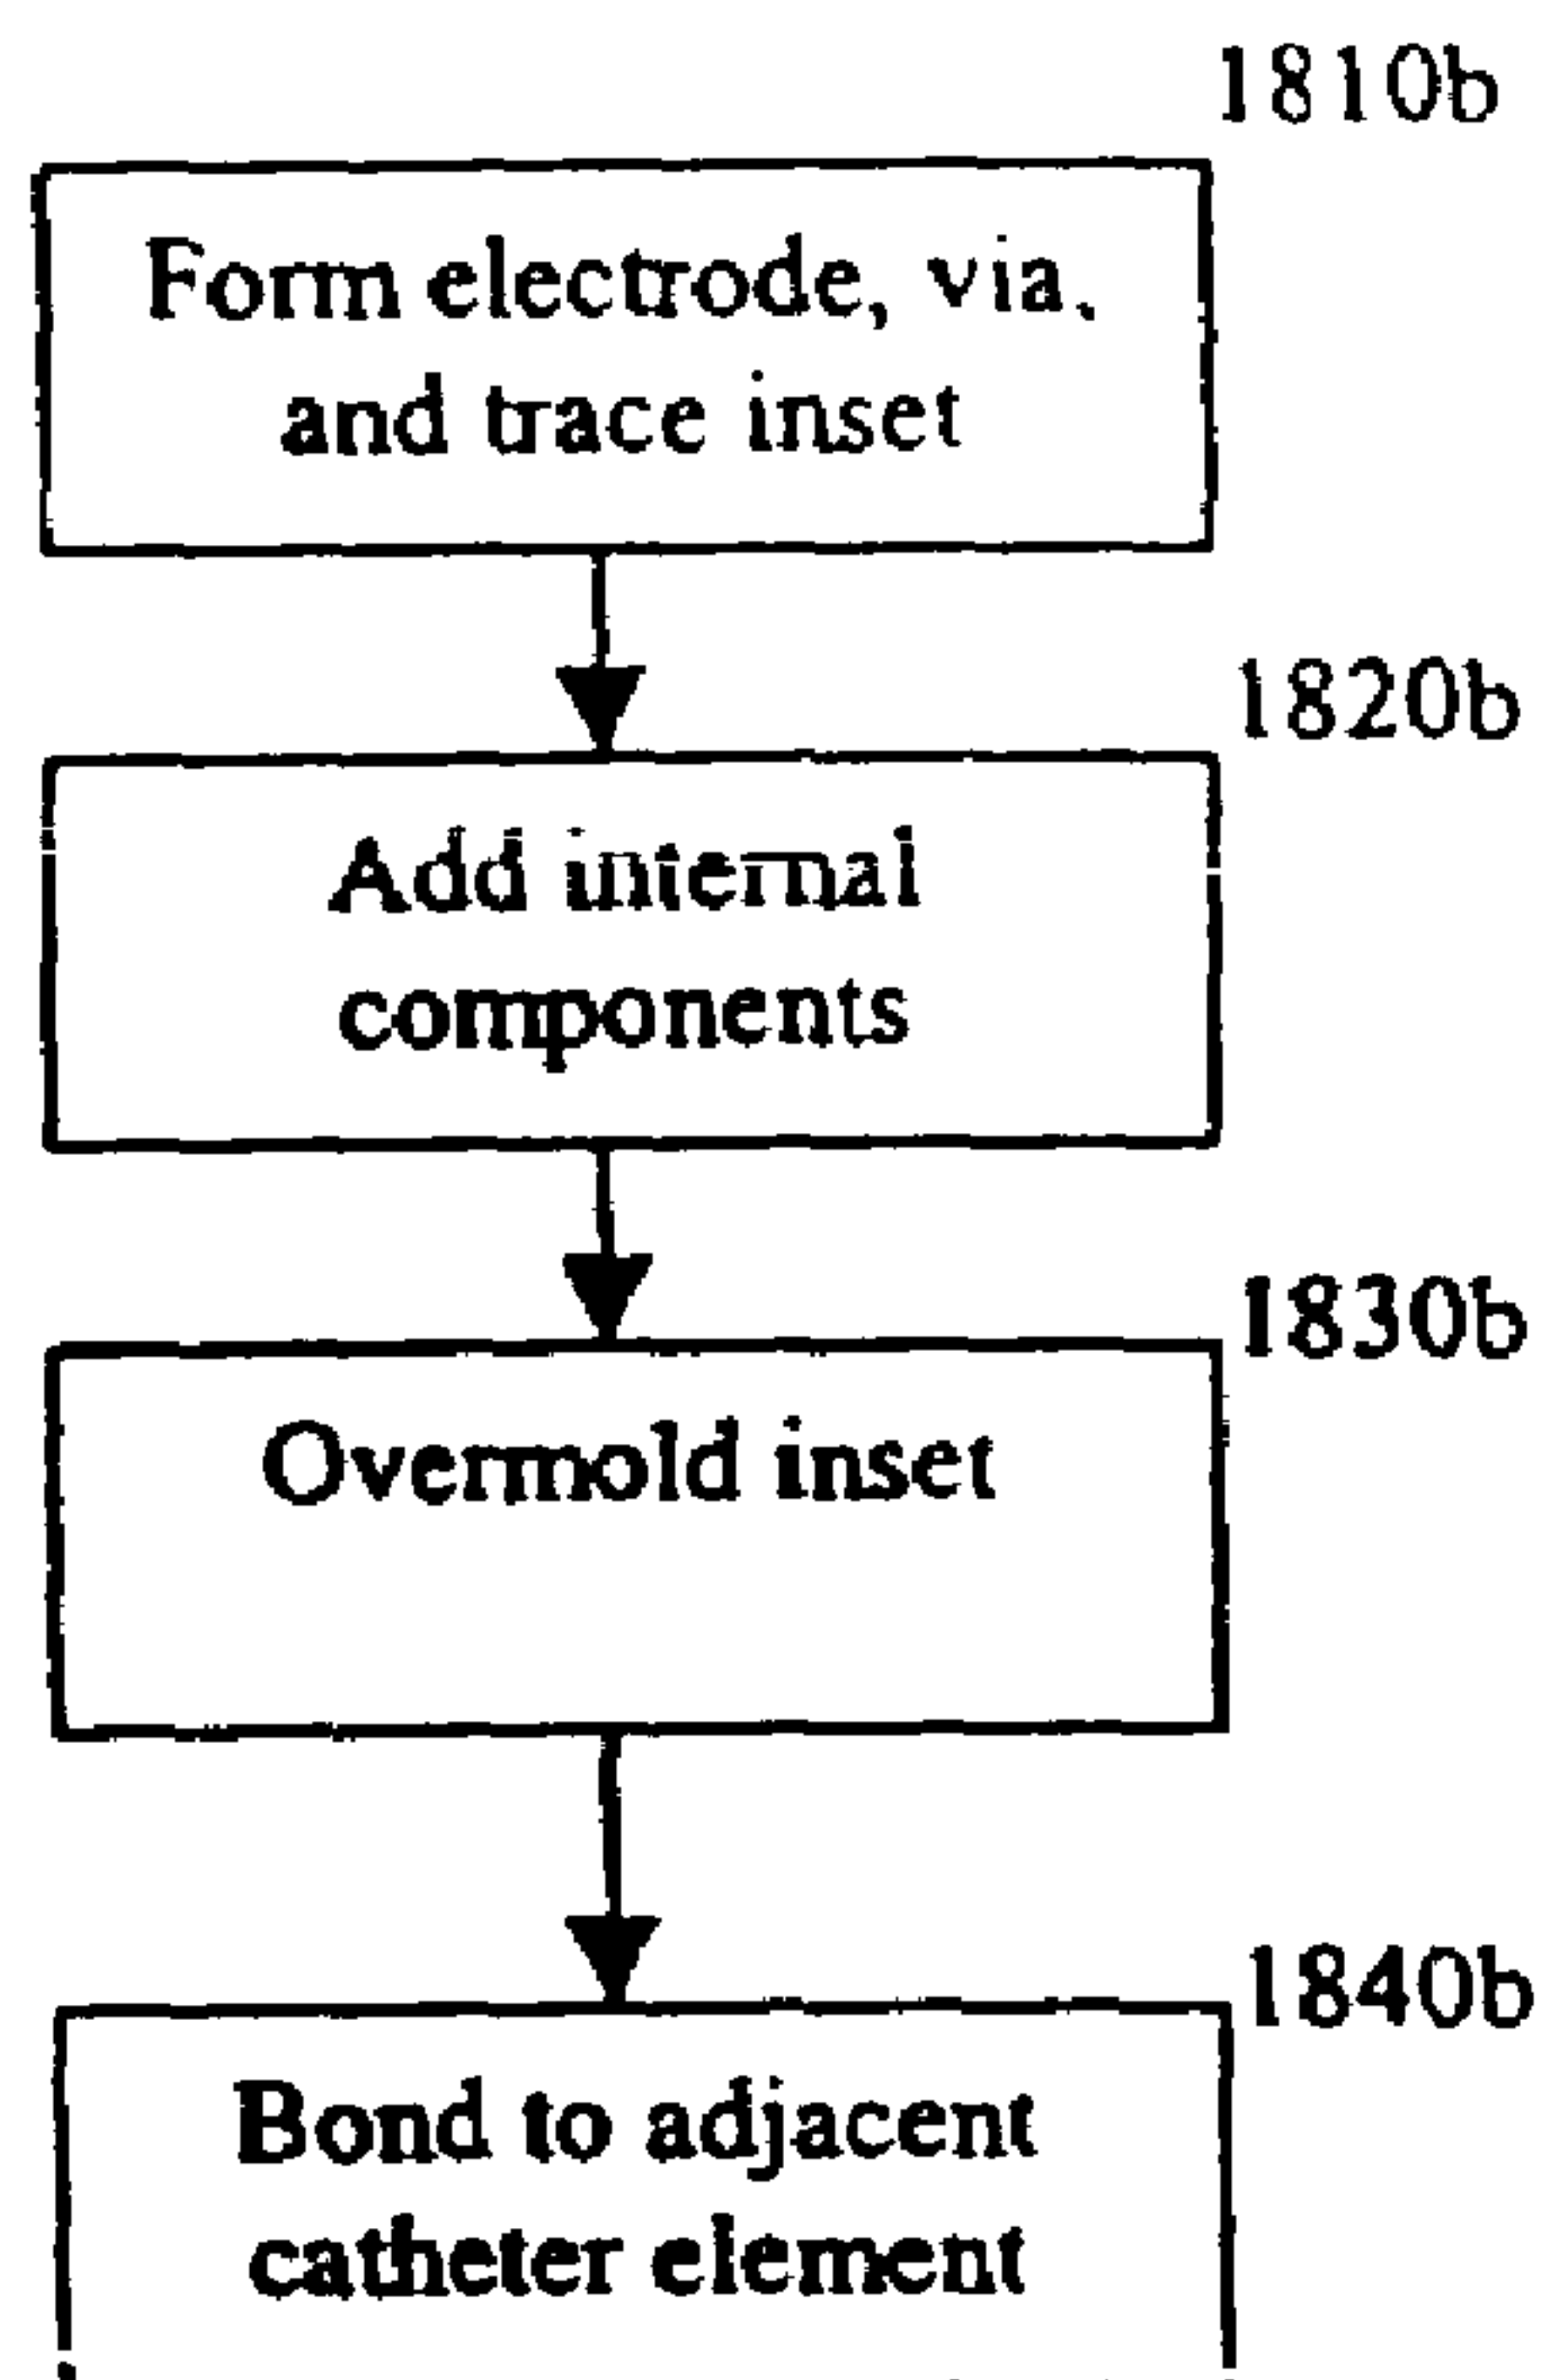 1810b
Form electrode, via,
and trace inset
1820b
Add internal
components
1830b
Overmold inset
1840b
Bond to adjacent
catheter element